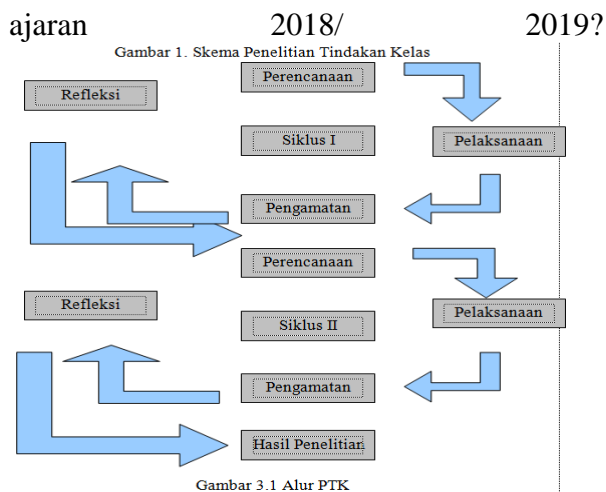 ajaran 2018/ 2019?
Gambar 1. Skema Penelitian Tindakan Kelas
Perencanaan
Refleksi
Siklus I
Pelaksanaan
Pengamatan
Perencanaan
Refleksi
Pelaksanaan
Siklus II
Pengamatan
Hasil Penelitian
Gambar 3.1 Alur PTK